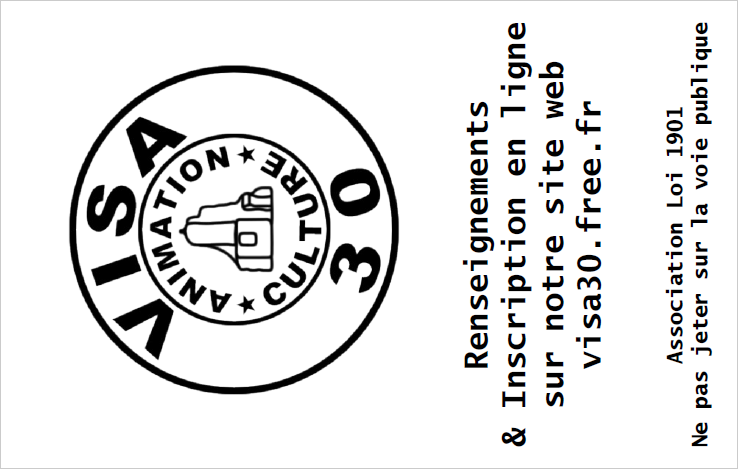 VISA
30
ANIMATION ★ CULTURE ★
Renseignements
& Inscription en ligne
sur notre site web
visa30.free.fr
Association Loi 1901
Ne pas jeter sur la voie publique